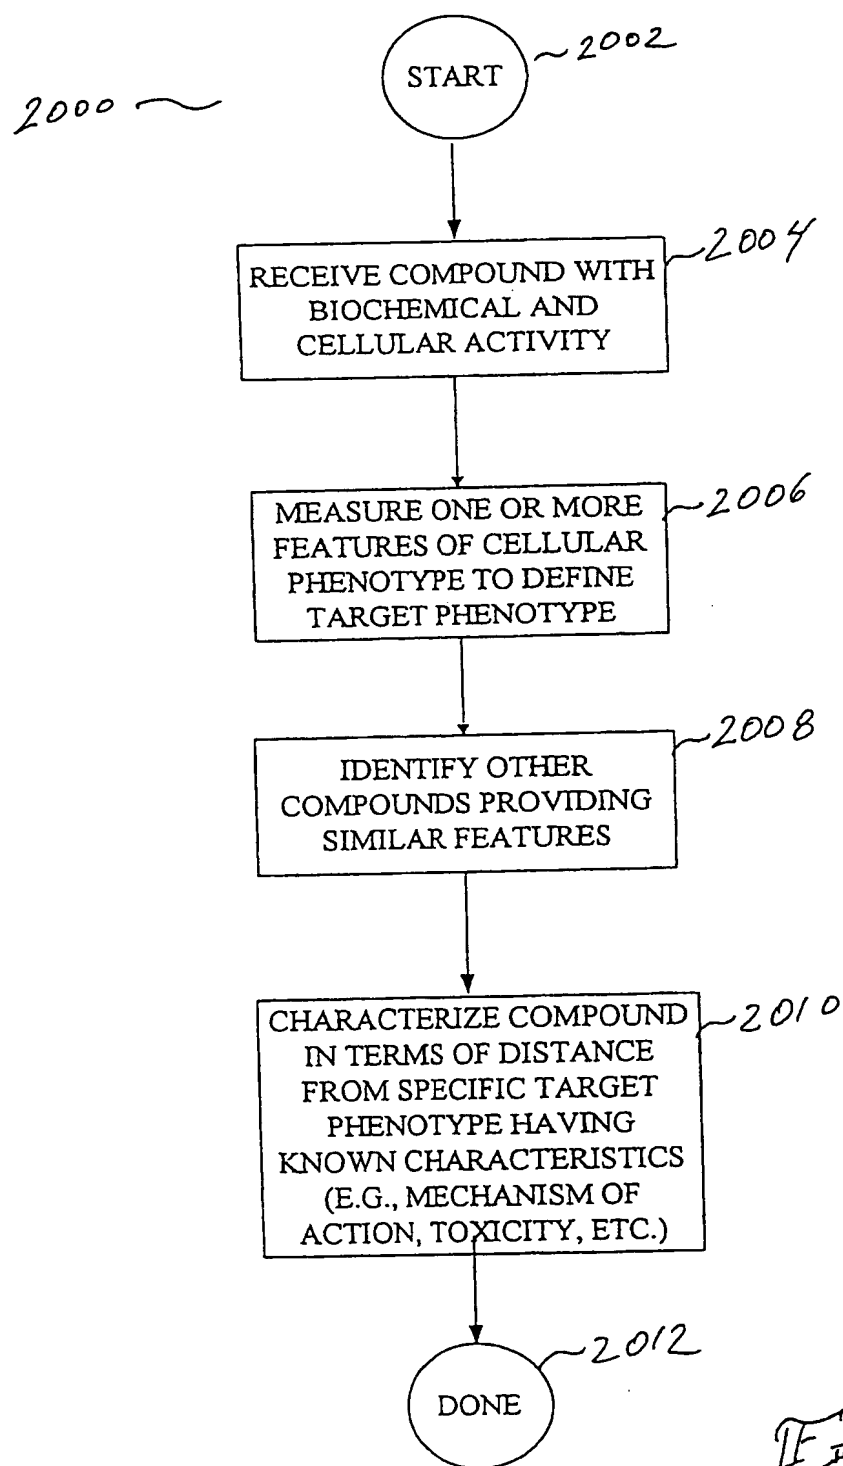 2000
START
2002
RECEIVE COMPOUND WITH
BIOCHEMICAL AND
CELLULAR ACTIVITY
2004
MEASURE ONE OR MORE
FEATURES OF CELLULAR
PHENOTYPE TO DEFINE
TARGET PHENOTYPE
2006
IDENTIFY OTHER
COMPOUNDS PROVIDING
SIMILAR FEATURES
2008
CHARACTERIZE COMPOUND
IN TERMS OF DISTANCE
FROM SPECIFIC TARGET
PHENOTYPE HAVING
KNOWN CHARACTERISTICS
(E.G., MECHANISM OF
ACTION, TOXICITY, ETC.)
2010
DONE
2012